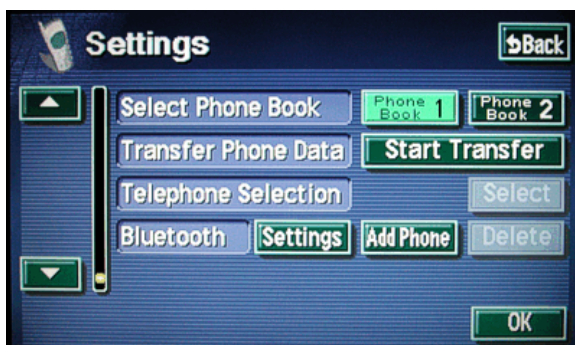 Settings
Back
Select Phone Book Phone Book 1 Phone Book 2
Transfer Phone Data Start Transfer
Telephone Selection Select
Bluetooth Settings Add Phone Delete
OK